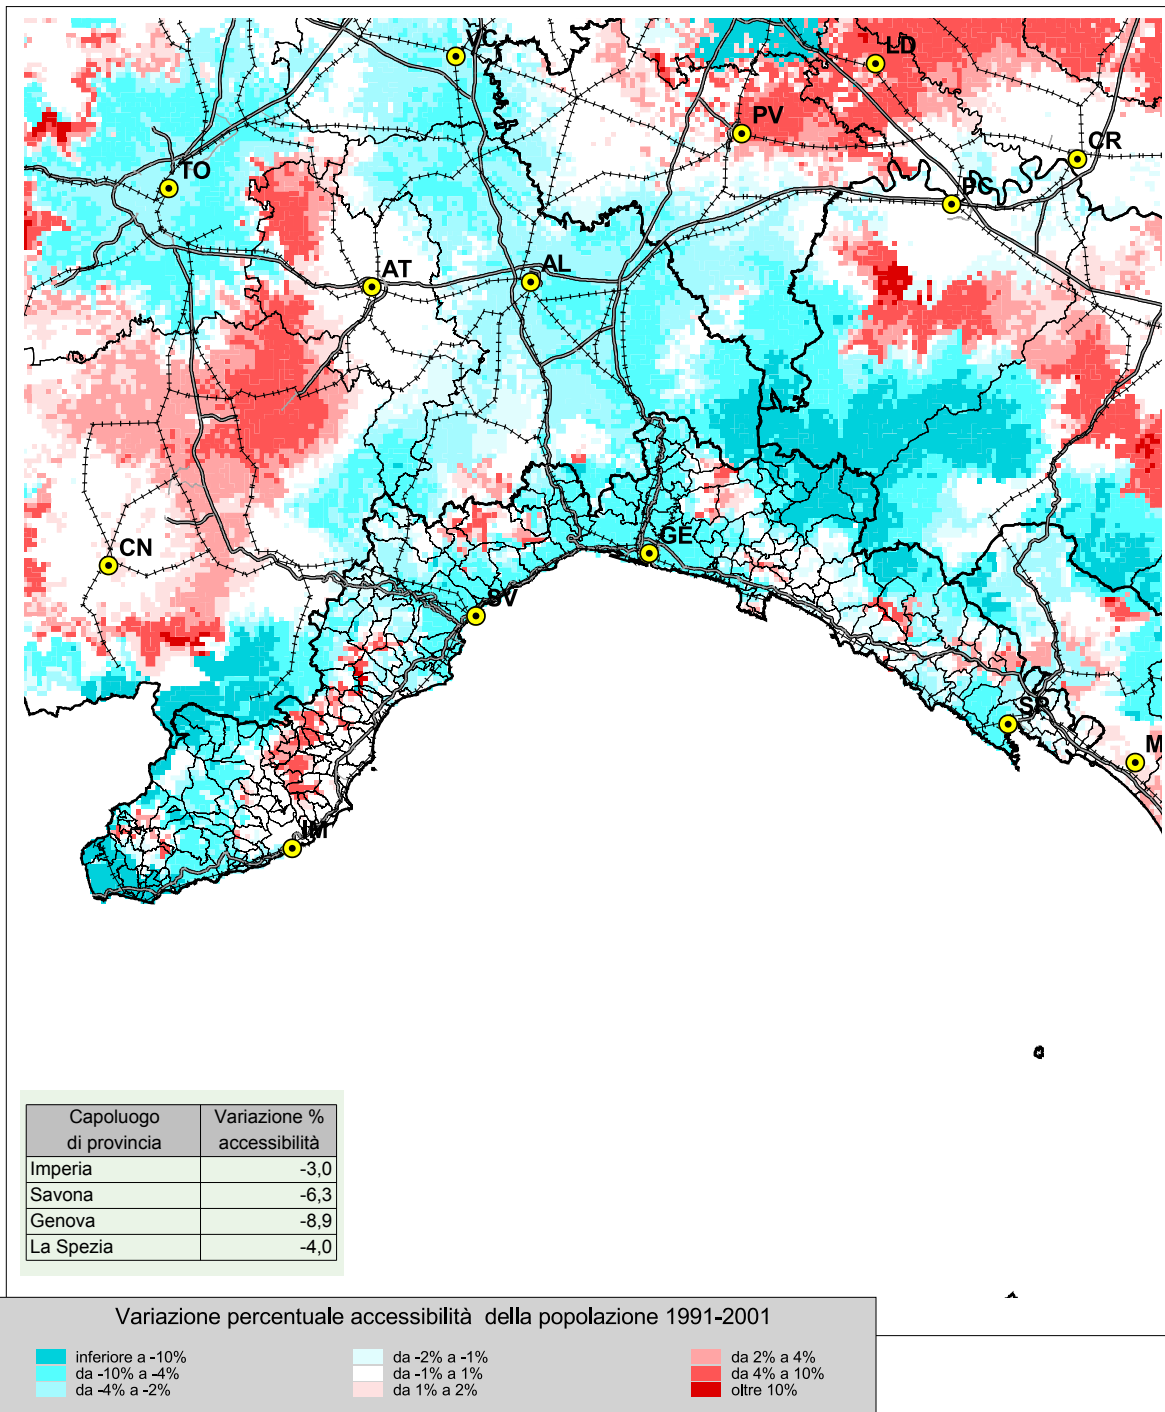 VC
LD
PV
CR
TO
PC
AT
AL
CN
GE
SV
SP
M
IM
Capoluogo di provincia Variazione % accessibilità
Imperia -3,0
Savona -6,3
Genova -8,9
La Spezia -4,0
Variazione percentuale accessibilità della popolazione 1991-2001
inferiore a -10% da -2% a -1% da 2% a 4%
da -10% a -4% da -1% a 1% da 4% a 10%
da -4% a -2% da 1% a 2% oltre 10%